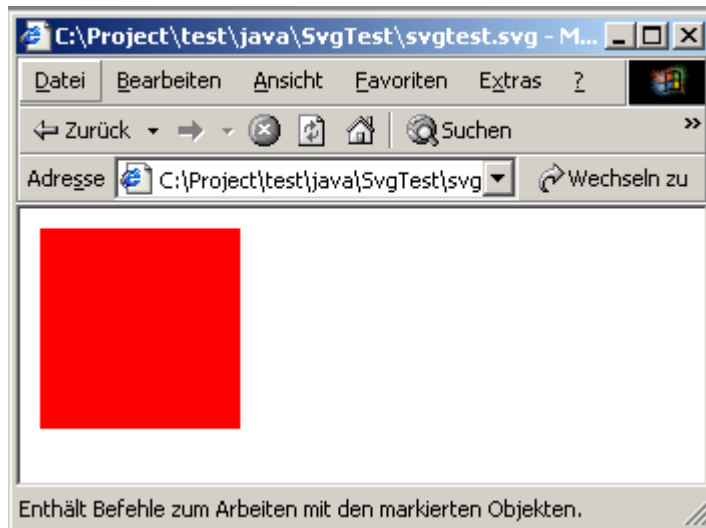 C:\Project\test\java\SvgTest\svgtest.svg - M...
Datei Bearbeiten Ansicht Favoriten Extras ?
Zurück Suchen »
Adresse C:\Project\test\java\SvgTest\svg Wechseln zu
Enthält Befehle zum Arbeiten mit den markierten Objekten.